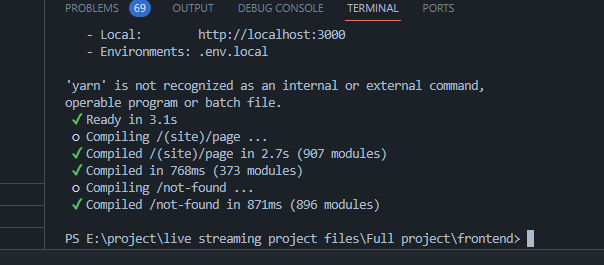 PROBLEMS 69 OUTPUT DEBUG CONSOLE TERMINAL PORTS
- Local: http://localhost:3000
- Environments: .env.local
'yarn' is not recognized as an internal or external command,
operable program or batch file.
✓ Ready in 3.1s
○ Compiling /(site)/page ...
✓ Compiled /(site)/page in 2.7s (907 modules)
✓ Compiled in 768ms (373 modules)
○ Compiling /not-found ...
✓ Compiled /not-found in 871ms (896 modules)
PS E:\project\live streaming project files\Full project\frontend>